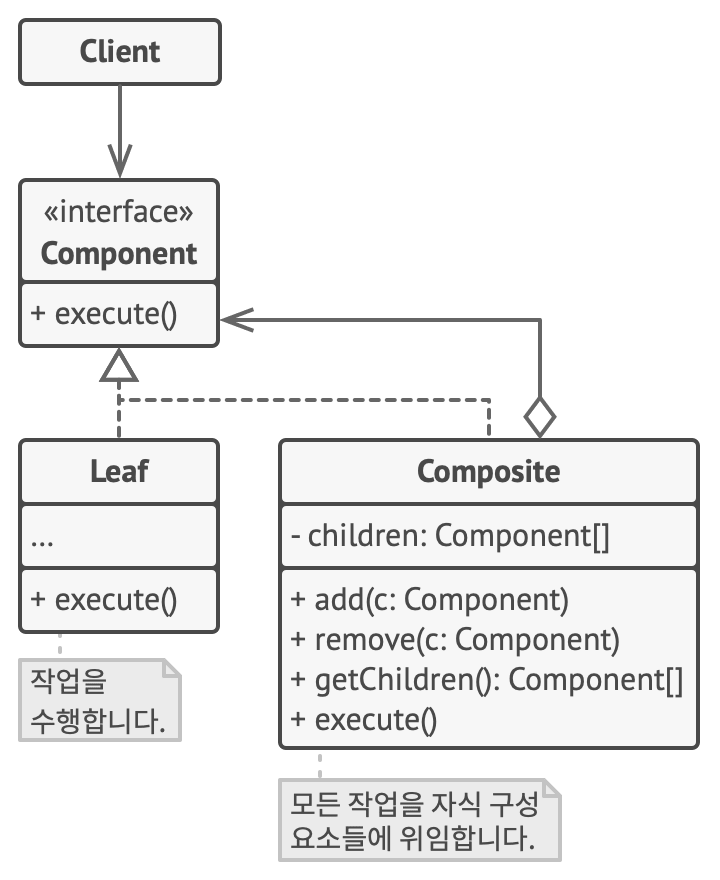 Client
«interface»
Component
+ execute()
Leaf
...
+ execute()
작업을
수행합니다.
Composite
- children: Component[]
+ add(c: Component)
+ remove(c: Component)
+ getChildren(): Component[]
+ execute()
모든 작업을 자식 구성
요소들에 위임합니다.